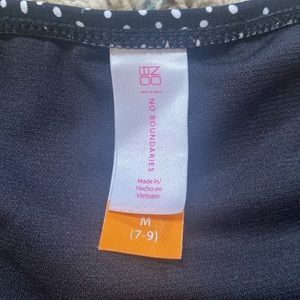 NO
BO
NO BOUNDARIES
Made in/
Hecho en
Vietnam
M
(7-9)